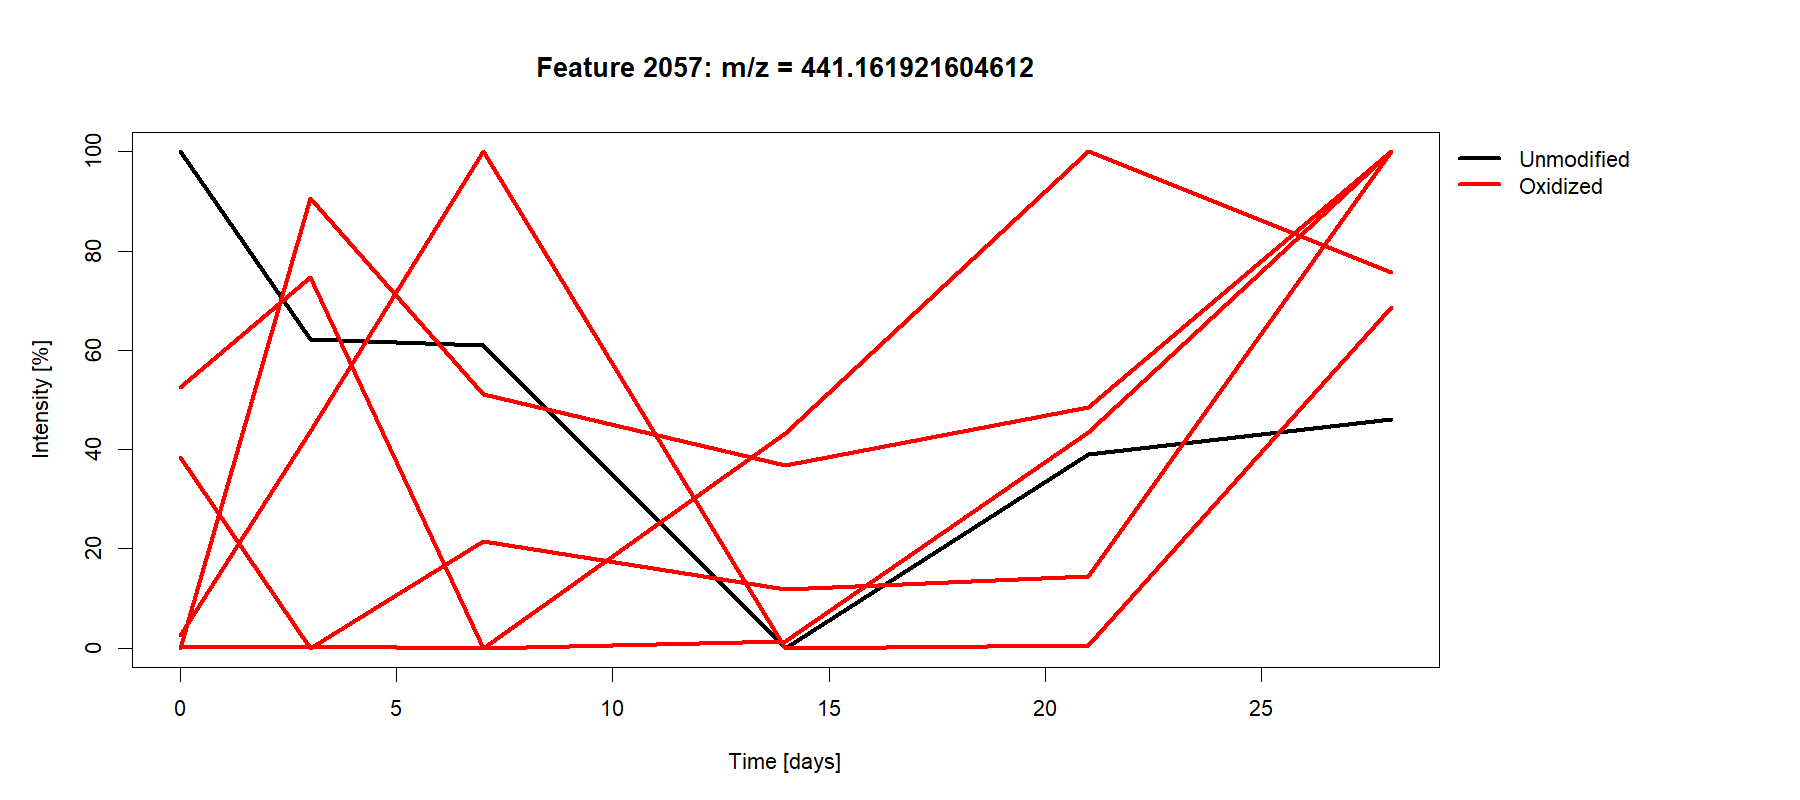 Feature 2057: m/z = 441.161921604612
100
80
60
40
20
0
Intensity [%]
0 5 10 15 20 25
Time [days]
Unmodified
Oxidized